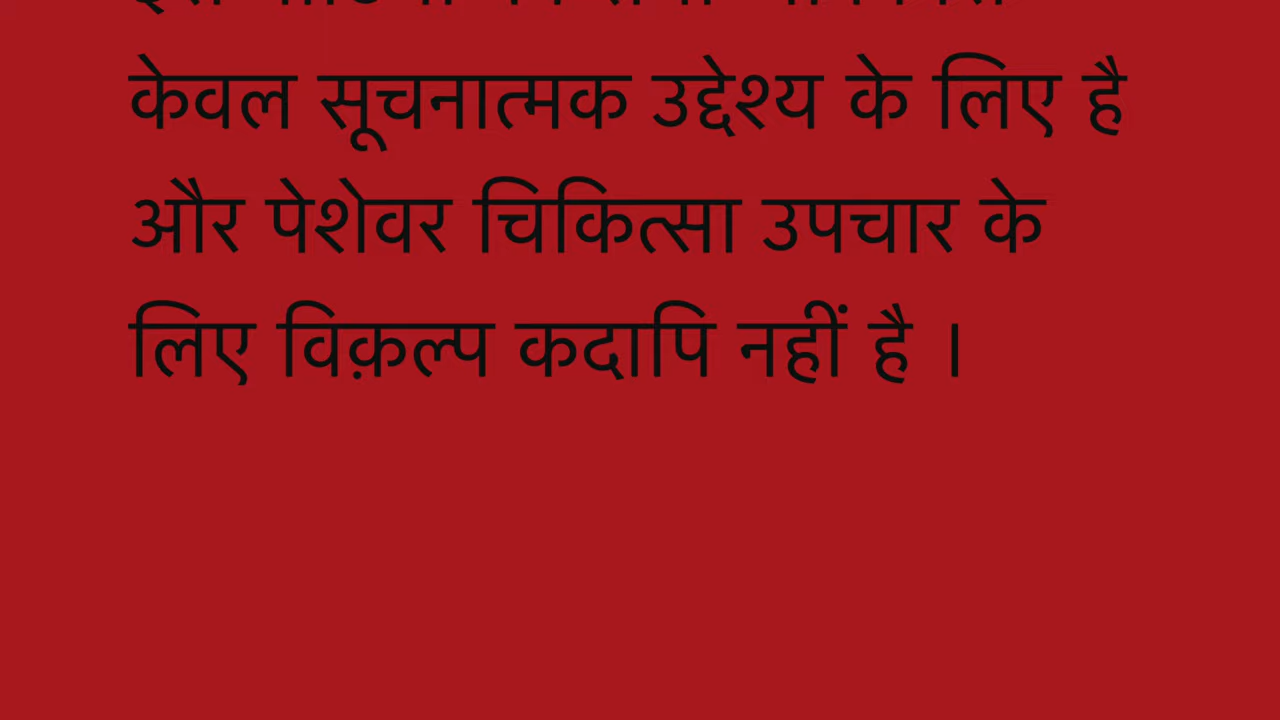 केवल सूचनात्मक उद्देश्य के लिए है
और पेशेवर चिकित्सा उपचार के
लिए विक़ल्प कदापि नहीं है ।